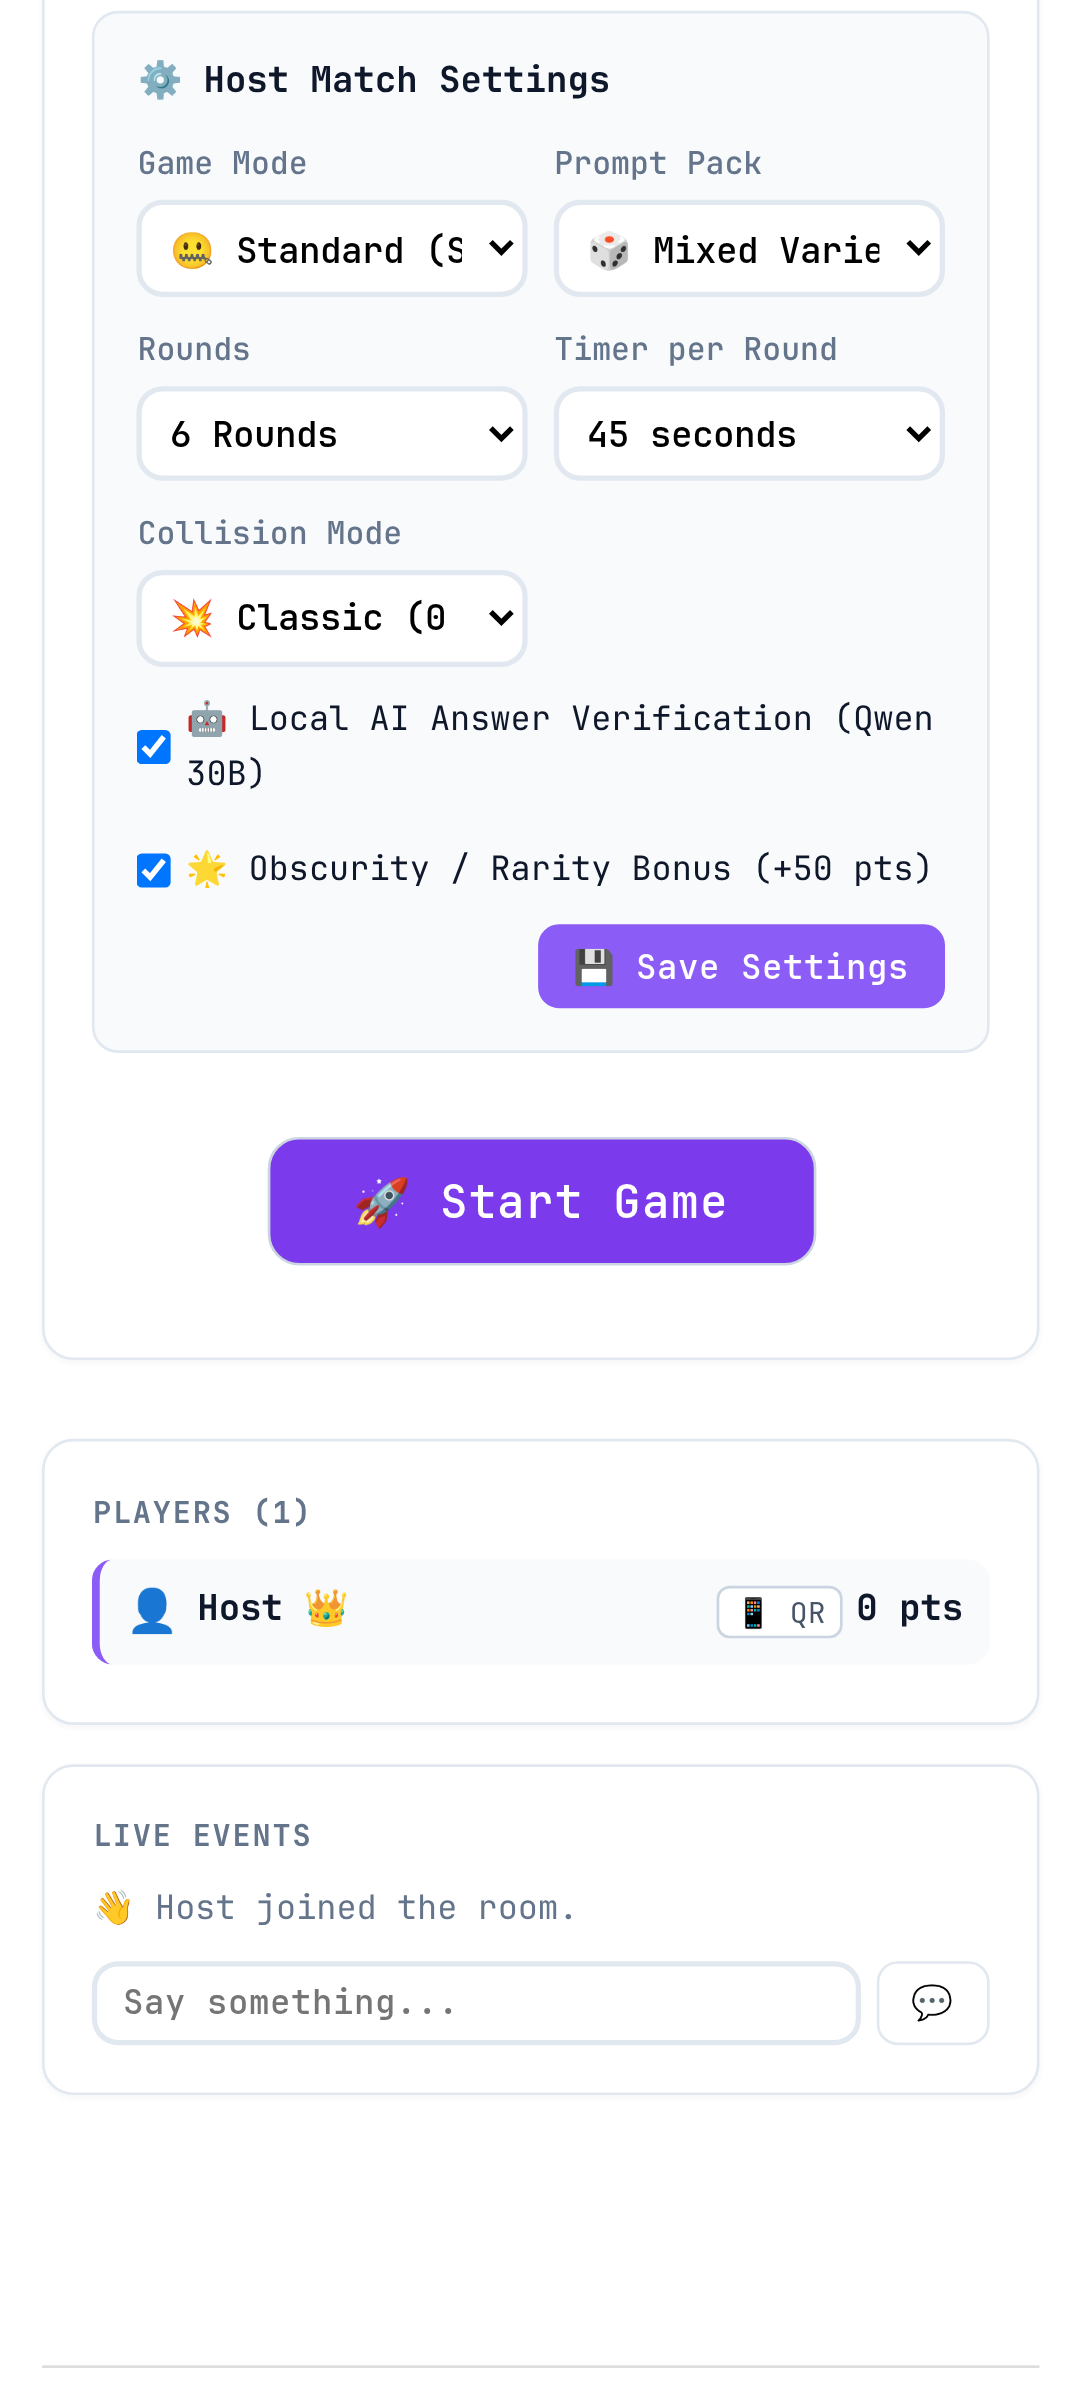 ⚙️ Host Match Settings
Game Mode
Prompt Pack
🤐 Standard (S
🎲 Mixed Varie
Rounds
Timer per Round
6 Rounds
45 seconds
Collision Mode
💥 Classic (0
🤖 Local AI Answer Verification (Qwen
30B)
🌟 Obscurity / Rarity Bonus (+50 pts)
💾 Save Settings
🚀 Start Game
PLAYERS (1)
👤 Host 👑 📱 QR 0 pts
LIVE EVENTS
👋 Host joined the room.
Say something... 💬